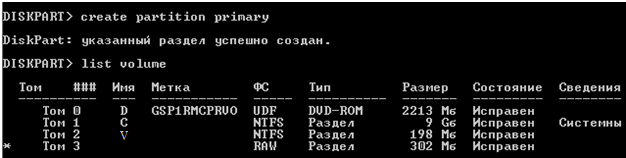 DISKPART> create partition primary
DiskPart: указанный раздел успешно создан.
DISKPART> list volume
Том ### Имя Метка ФС Тип Размер Состояние Сведения
---------- --- ----------- ----- ---------- ------- --------- --------
Том 0 D GSP1RMCPRVO UDF DVD-ROM 2213 Мб Исправен
Том 1 C NTFS Раздел 9 Gб Исправен Системны
Том 2 V NTFS Раздел 198 Мб Исправен
* Том 3 RAW Раздел 302 Мб Исправен